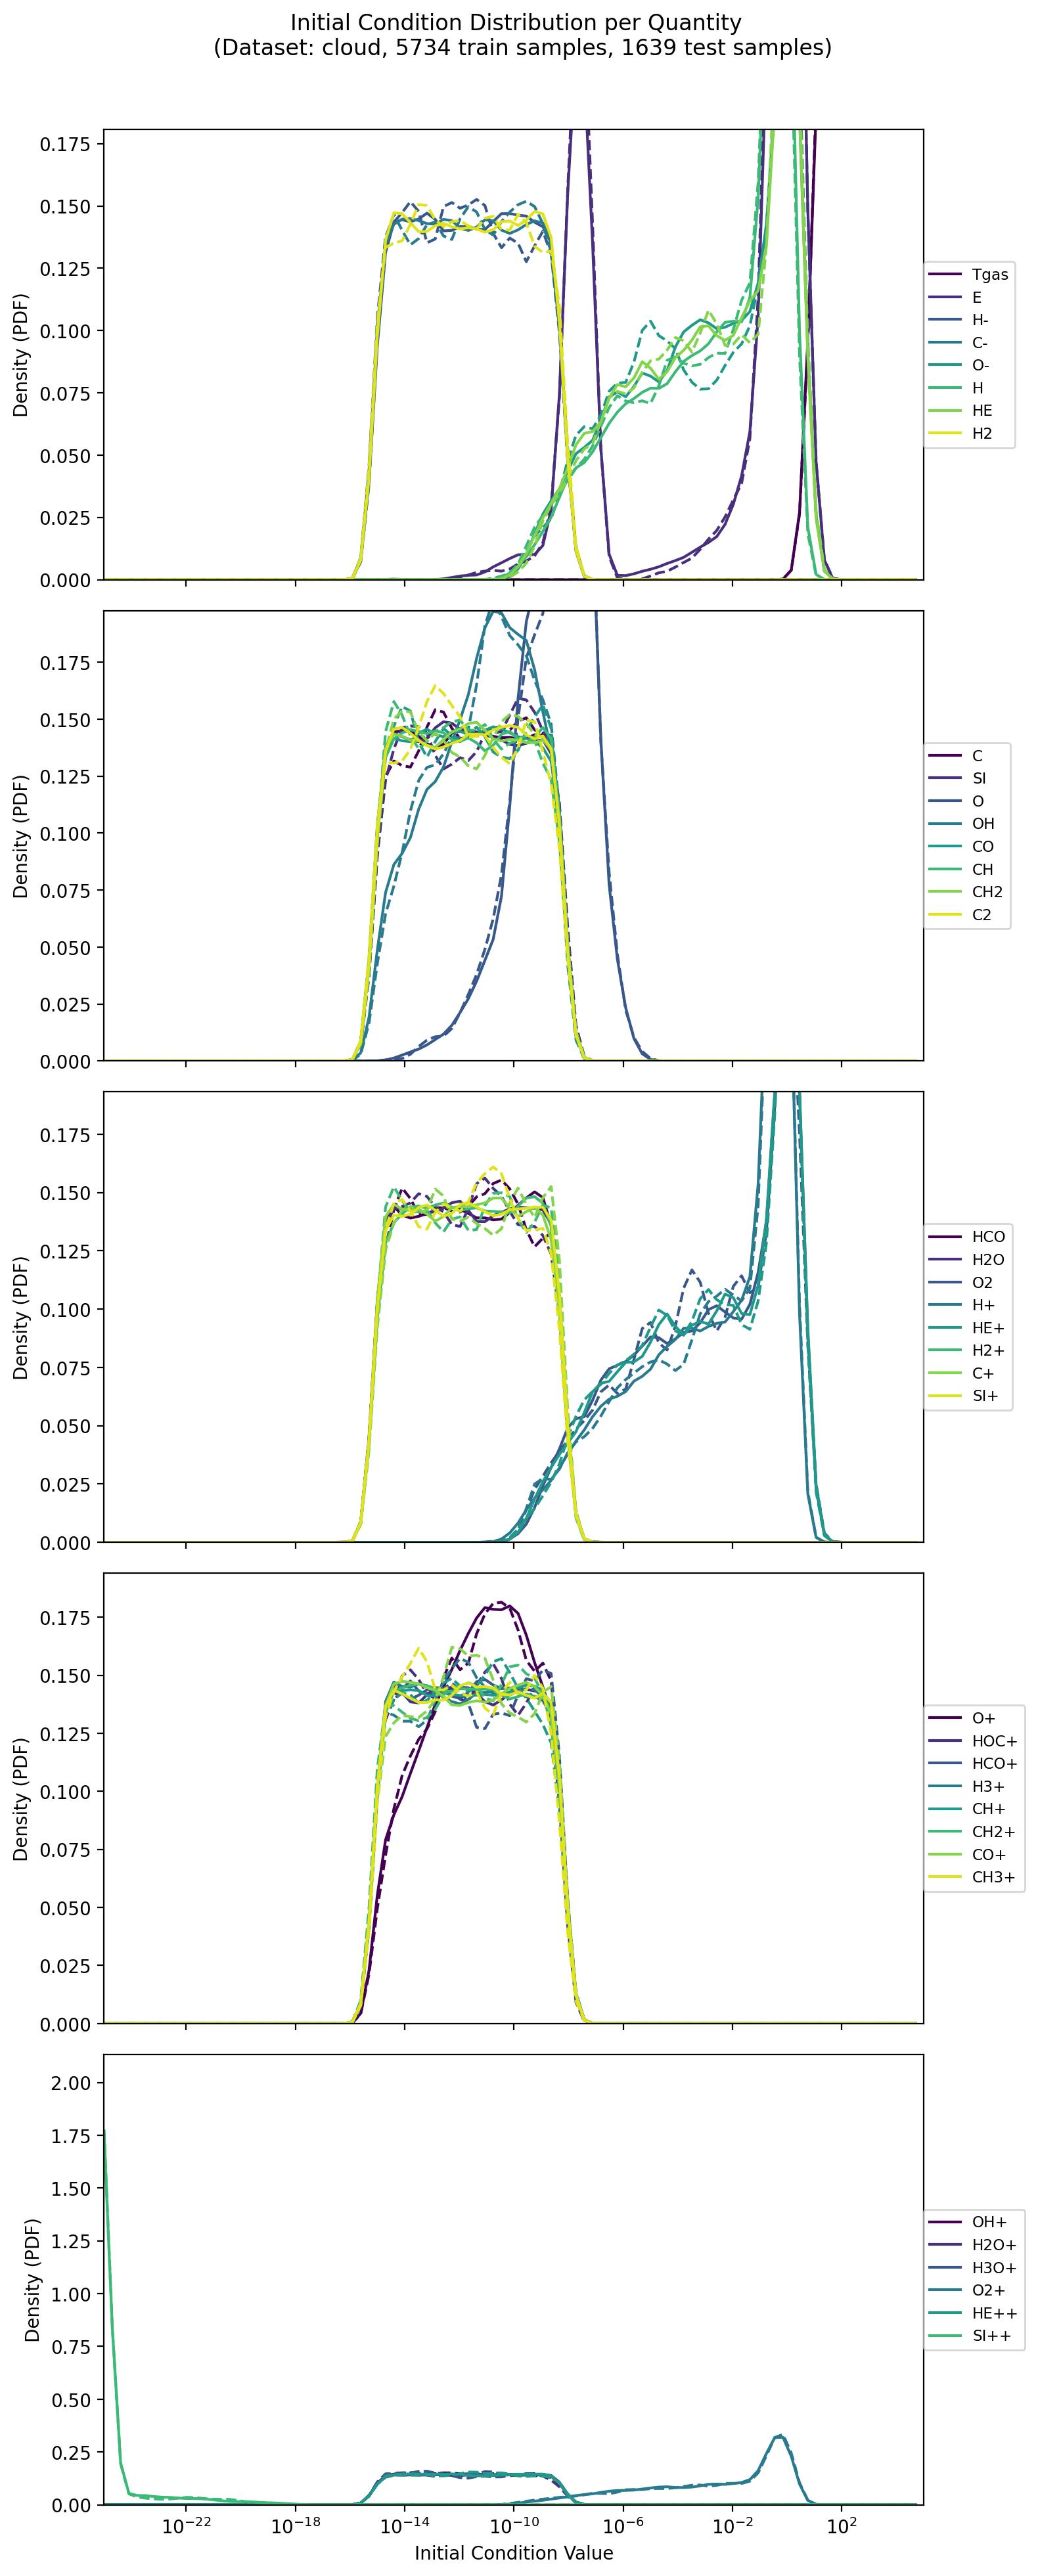 Initial Condition Distribution per Quantity
(Dataset: cloud, 5734 train samples, 1639 test samples)
0.175
0.150
0.125
0.100
0.075
0.050
0.025
0.000
Density (PDF)
Tgas
E
H-
C-
O-
H
HE
H2
0.175
0.150
0.125
0.100
0.075
0.050
0.025
0.000
Density (PDF)
C
SI
O
OH
CO
CH
CH2
C2
0.175
0.150
0.125
0.100
0.075
0.050
0.025
0.000
Density (PDF)
HCO
H2O
O2
H+
HE+
H2+
C+
SI+
0.175
0.150
0.125
0.100
0.075
0.050
0.025
0.000
Density (PDF)
O+
HOC+
HCO+
H3+
CH+
CH2+
CO+
CH3+
2.00
1.75
1.50
1.25
1.00
0.75
0.50
0.25
0.00
Density (PDF)
OH+
H2O+
H3O+
O2+
HE++
SI++
10⁻²² 10⁻¹⁸ 10⁻¹⁴ 10⁻¹⁰ 10⁻⁶ 10⁻² 10²
Initial Condition Value